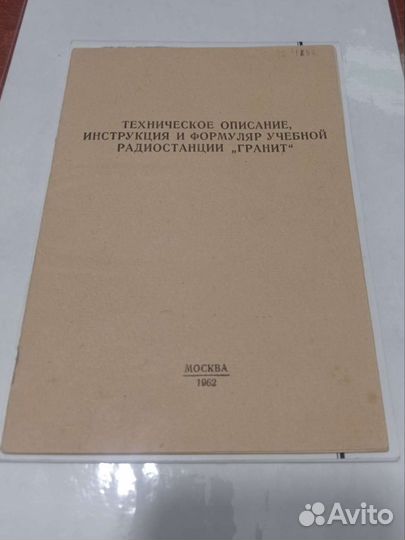 ТЕХНИЧЕСКОЕ ОПИСАНИЕ,
ИНСТРУКЦИЯ И ФОРМУЛЯР УЧЕБНОЙ
РАДИОСТАНЦИИ „ГРАНИТ“
МОСКВА
1962
Avito